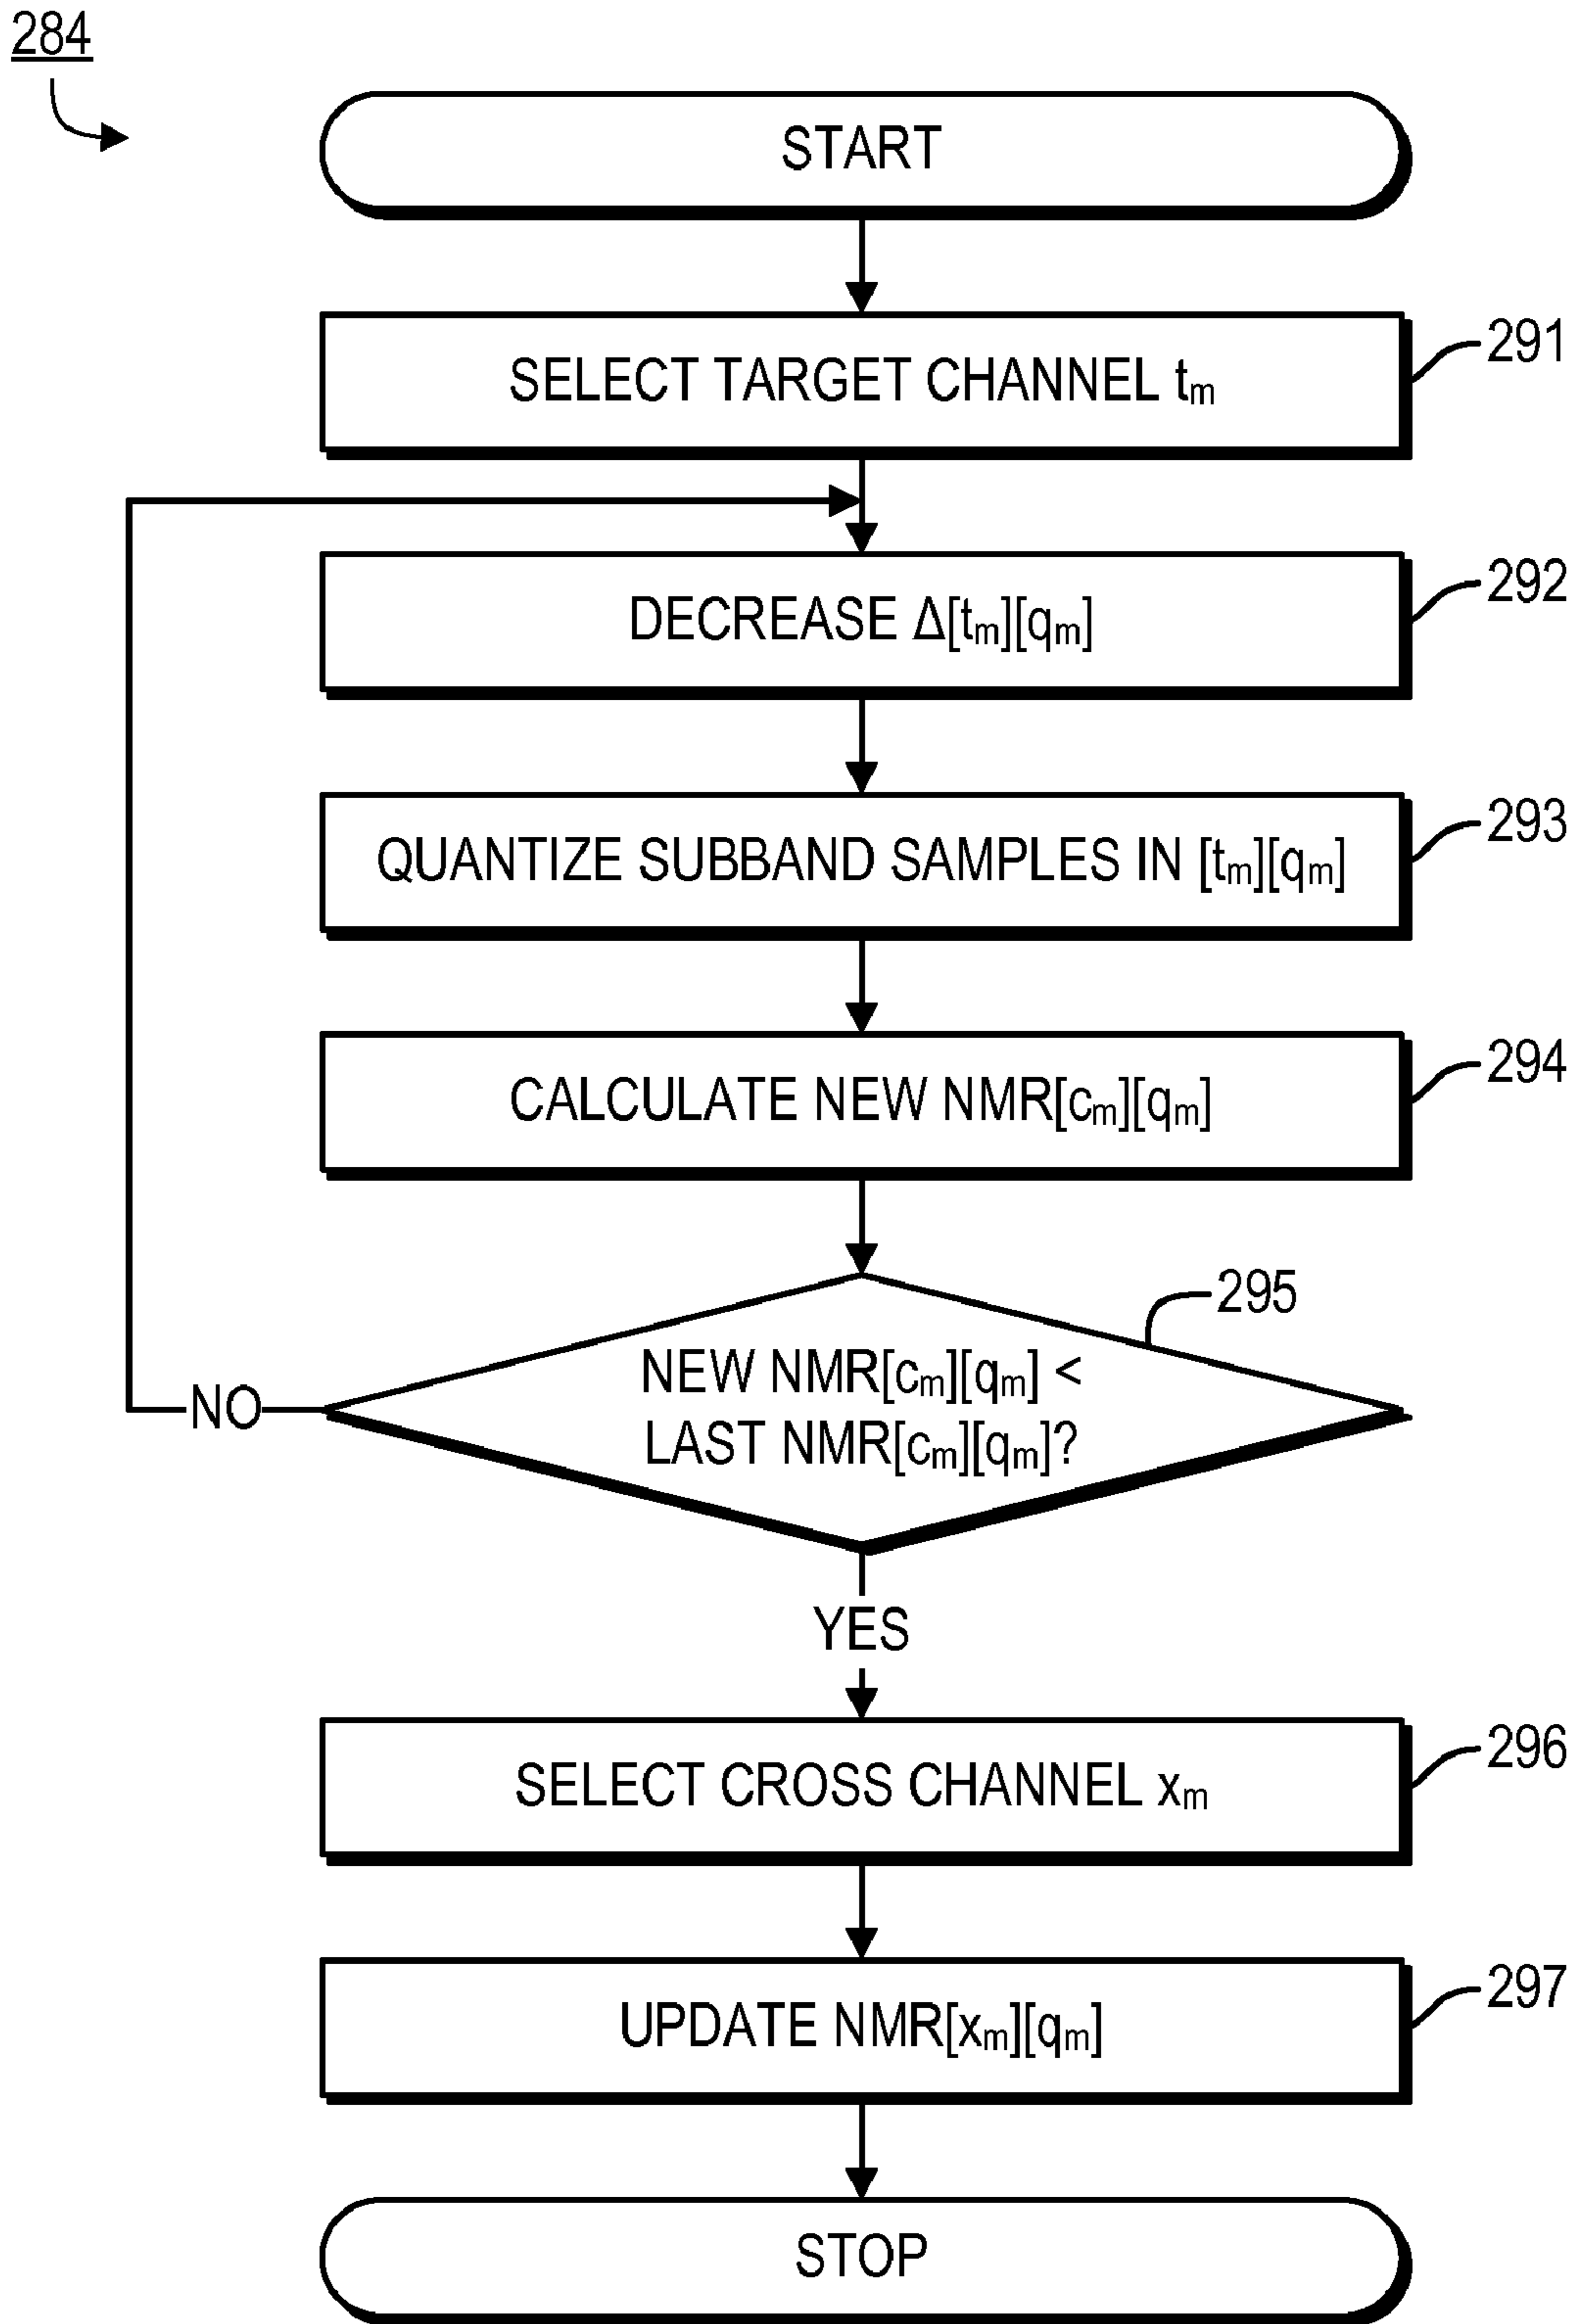 284
START
SELECT TARGET CHANNEL tₘ
291
DECREASE Δ[tₘ][qₘ]
292
QUANTIZE SUBBAND SAMPLES IN [tₘ][qₘ]
293
CALCULATE NEW NMR[cₘ][qₘ]
294
295
NEW NMR[cₘ][qₘ] <
LAST NMR[cₘ][qₘ]?
NO
YES
SELECT CROSS CHANNEL xₘ
296
UPDATE NMR[xₘ][qₘ]
297
STOP